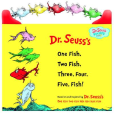 Dr. Seuss's
One Fish.
Two Fish.
Three, Four,
Five, Fish!